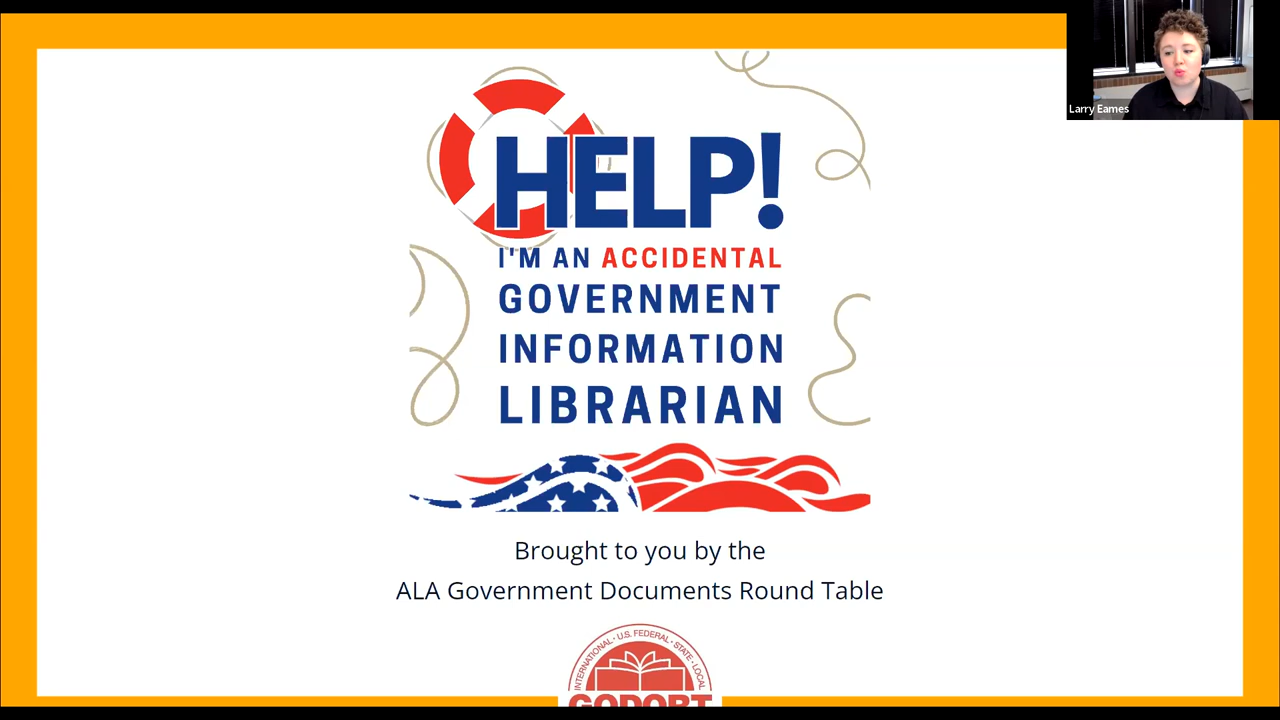 Larry Eames
HELP!
I'M AN ACCIDENTAL
GOVERNMENT
INFORMATION
LIBRARIAN
Brought to you by the
ALA Government Documents Round Table
INTERNATIONAL · U.S. FEDERAL · STATE · LOCAL
GODORT